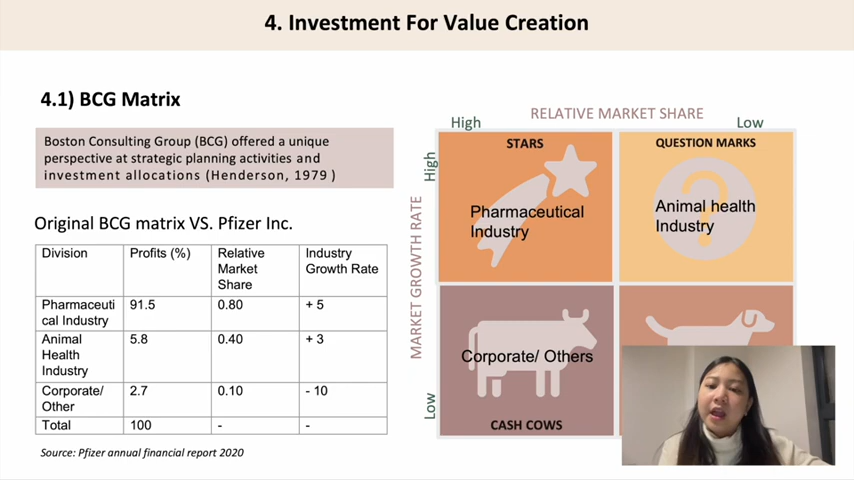 4. Investment For Value Creation
4.1) BCG Matrix
Boston Consulting Group (BCG) offered a unique
perspective at strategic planning activities and
investment allocations (Henderson, 1979 )
Original BCG matrix VS. Pfizer Inc.
Division Profits (%) Relative Market Share Industry Growth Rate
Pharmaceuti cal Industry 91.5 0.80 + 5
Animal Health Industry 5.8 0.40 + 3
Corporate/ Other 2.7 0.10 - 10
Total 100 - -
Source: Pfizer annual financial report 2020
RELATIVE MARKET SHARE
High
Low
MARKET GROWTH RATE
High
Low
STARS
Pharmaceutical
Industry
QUESTION MARKS
?
Animal health
Industry
Corporate/ Others
CASH COWS